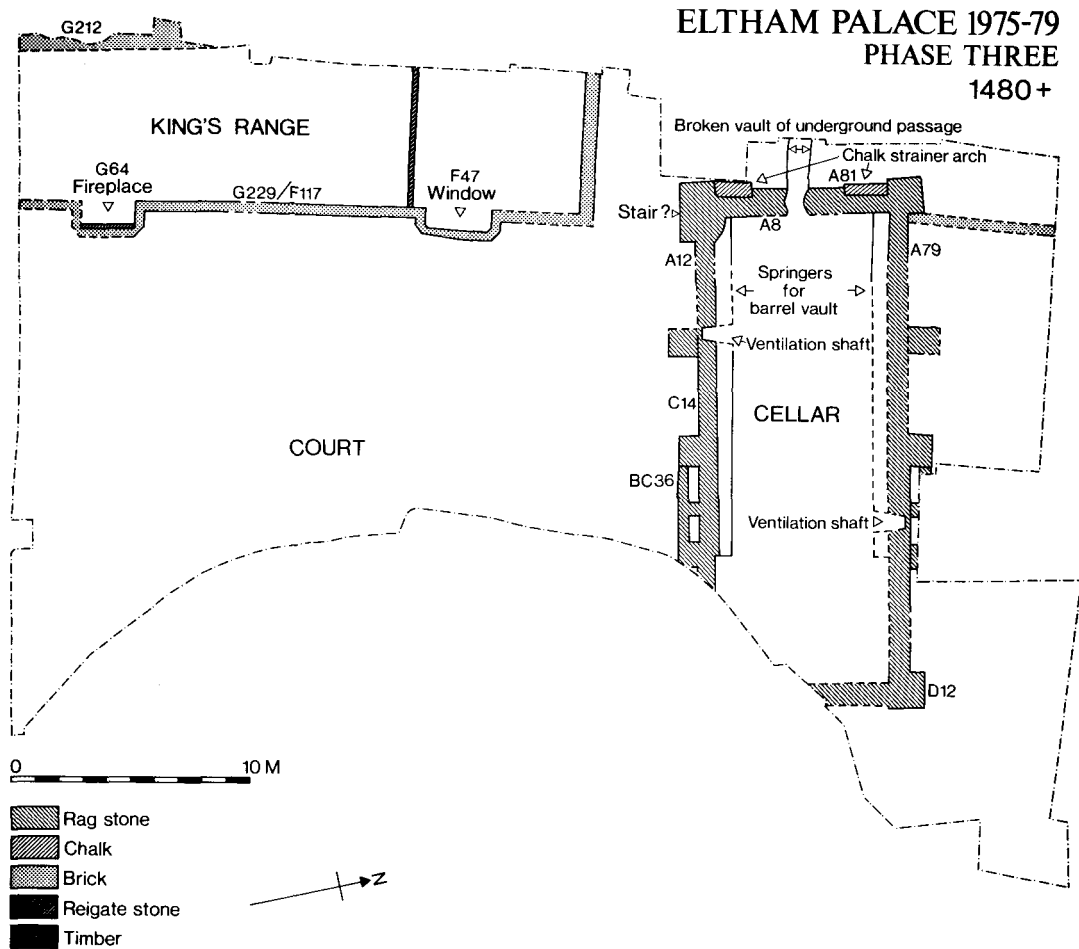 ELTHAM PALACE 1975-79
PHASE THREE
1480+
G212
KING'S RANGE
G64
Fireplace
G229/F117
F47
Window
Broken vault of underground passage
Chalk strainer arch
A81
Stair?
A8
A12
A79
Springers
for
barrel vault
Ventilation shaft
C14
CELLAR
COURT
BC36
Ventilation shaft
D12
0 10 M
Rag stone
Chalk
Brick
Reigate stone
Timber
N